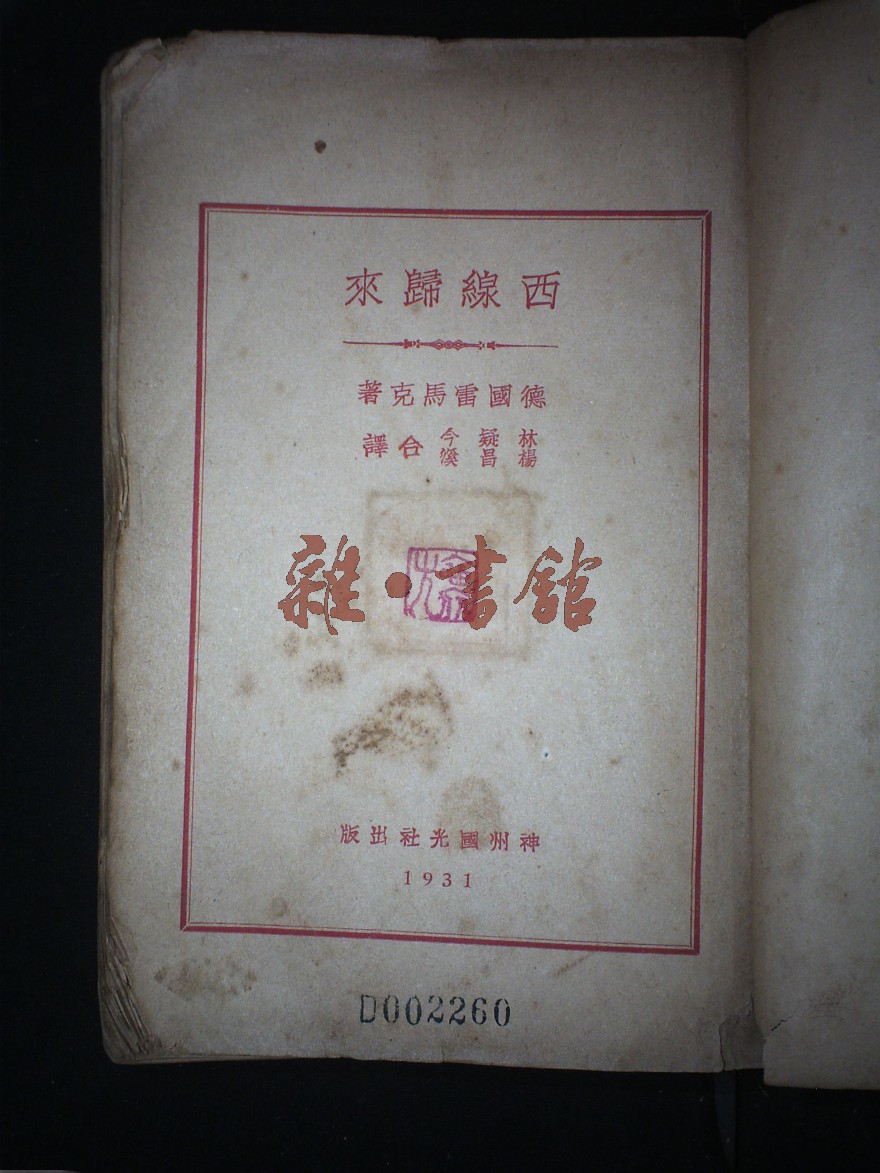 西線歸來
德國雷馬克著
林疑今
楊昌溪
合譯
雜·書館
神州國光社出版
1931
D002260